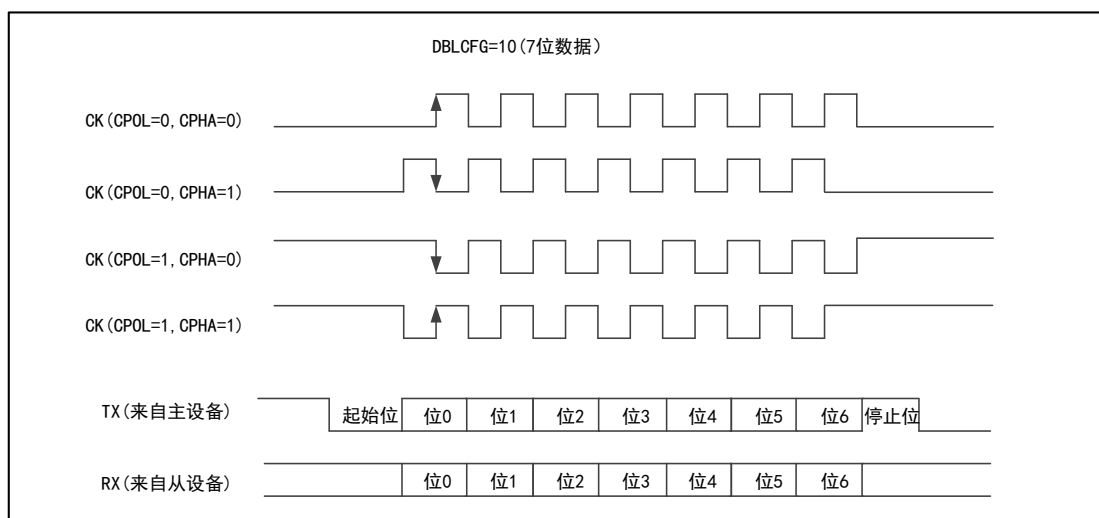 DBLCFG=10(7位数据)
CK(CPOL=0,CPHA=0)
CK(CPOL=0,CPHA=1)
CK(CPOL=1,CPHA=0)
CK(CPOL=1,CPHA=1)
TX(来自主设备) 起始位 位0 位1 位2 位3 位4 位5 位6 停止位
RX(来自从设备) 位0 位1 位2 位3 位4 位5 位6